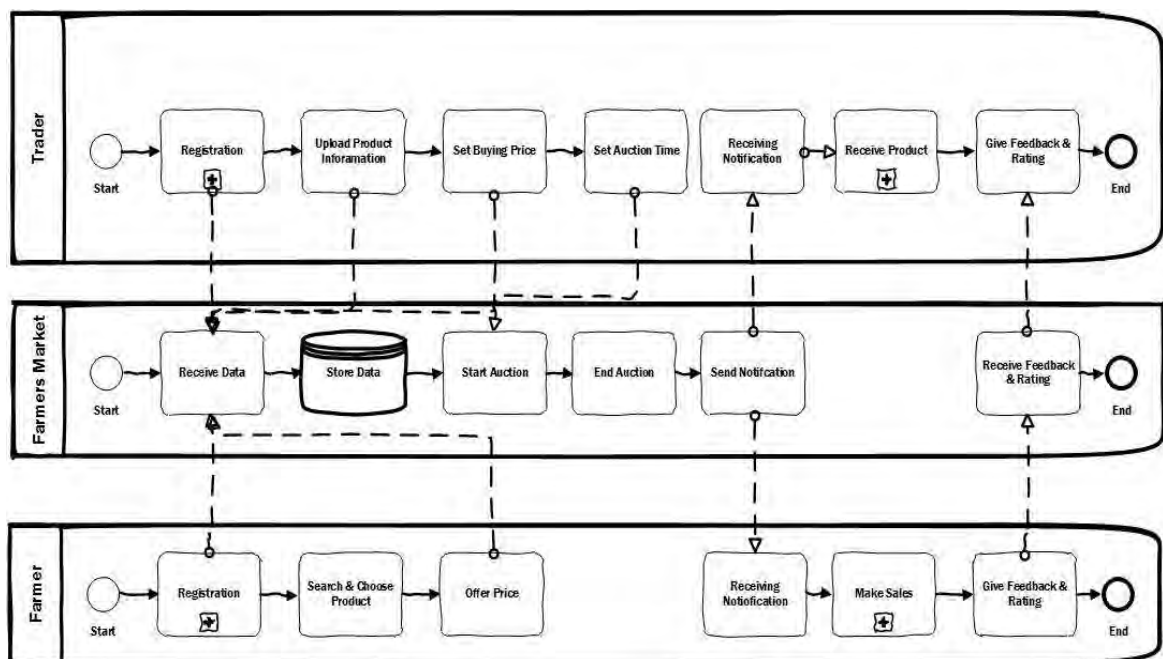 Trader
Start
Registration
Upload Product
Inforamation
Set Buying Price
Set Auction Time
Receiving
Notification
Receive Product
Give Feedback &
Rating
End
Farmers Market
Start
Receive Data
Store Data
Start Auction
End Auction
Send Notifcation
Receive Feedback
& Rating
End
Farmer
Start
Registration
Search & Choose
Product
Offer Price
Receiving
Notiofication
Make Sales
Give Feedback &
Rating
End